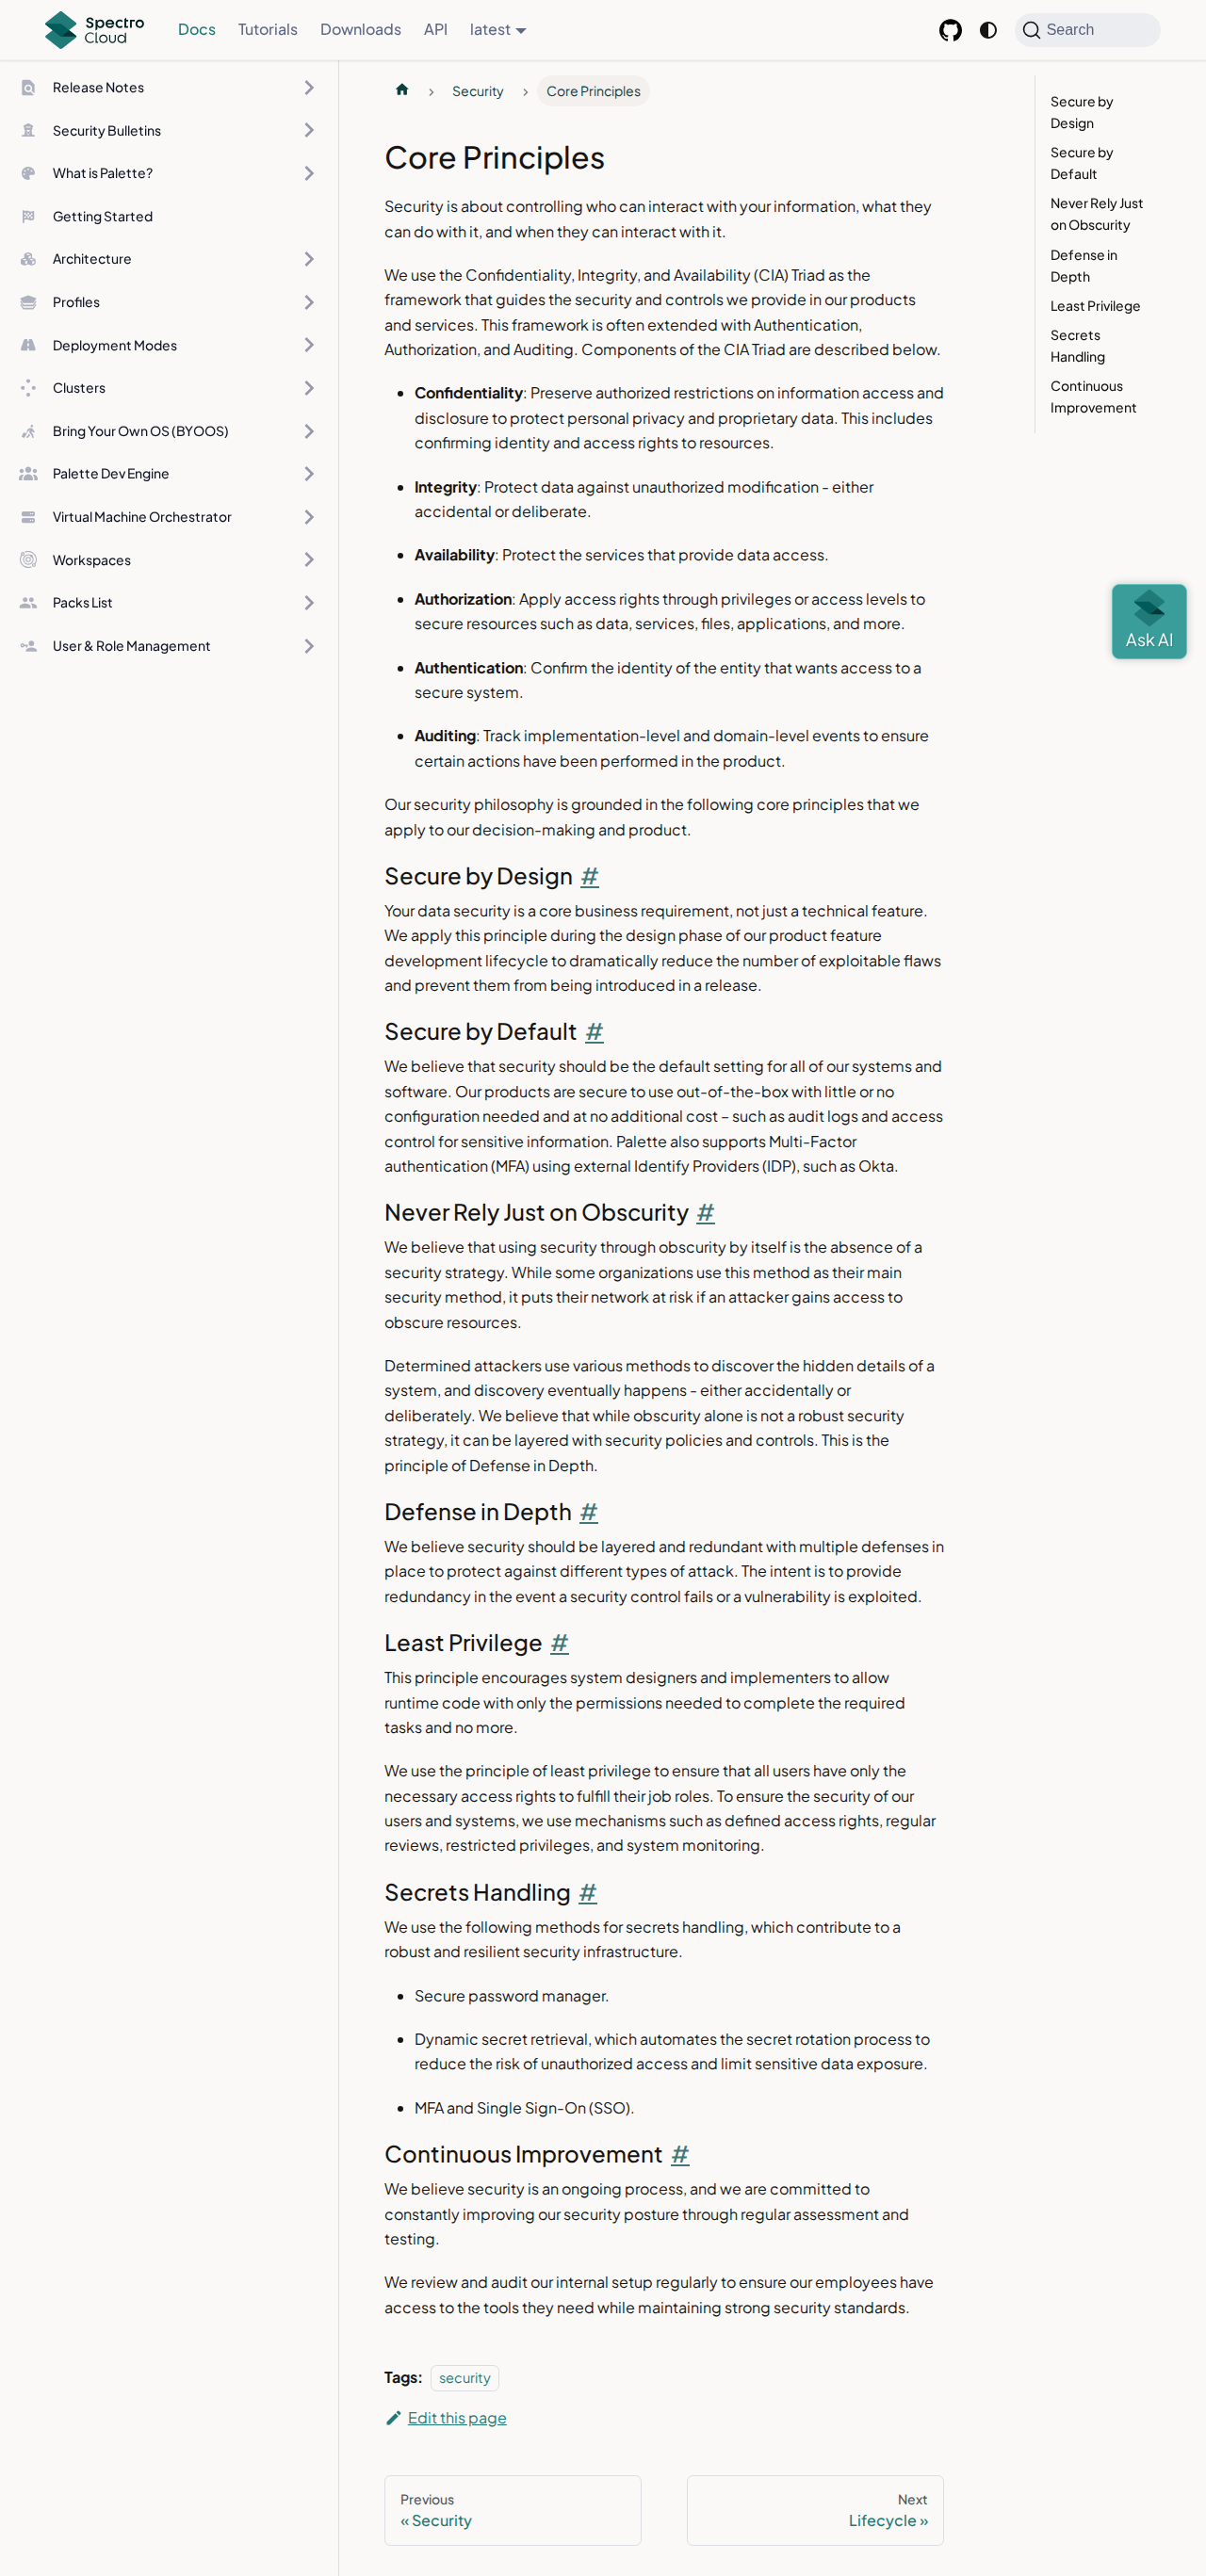 Spectro Cloud
Docs Tutorials Downloads API latest
Search
Release Notes
Security Bulletins
What is Palette?
Getting Started
Architecture
Profiles
Deployment Modes
Clusters
Bring Your Own OS (BYOOS)
Palette Dev Engine
Virtual Machine Orchestrator
Workspaces
Packs List
User & Role Management
Security
Core Principles
Core Principles
Security is about controlling who can interact with your information, what they
can do with it, and when they can interact with it.
We use the Confidentiality, Integrity, and Availability (CIA) Triad as the
framework that guides the security and controls we provide in our products
and services. This framework is often extended with Authentication,
Authorization, and Auditing. Components of the CIA Triad are described below.
• Confidentiality: Preserve authorized restrictions on information access and
disclosure to protect personal privacy and proprietary data. This includes
confirming identity and access rights to resources.
• Integrity: Protect data against unauthorized modification - either
accidental or deliberate.
• Availability: Protect the services that provide data access.
• Authorization: Apply access rights through privileges or access levels to
secure resources such as data, services, files, applications, and more.
• Authentication: Confirm the identity of the entity that wants access to a
secure system.
• Auditing: Track implementation-level and domain-level events to ensure
certain actions have been performed in the product.
Our security philosophy is grounded in the following core principles that we
apply to our decision-making and product.
Secure by Design #
Your data security is a core business requirement, not just a technical feature.
We apply this principle during the design phase of our product feature
development lifecycle to dramatically reduce the number of exploitable flaws
and prevent them from being introduced in a release.
Secure by Default #
We believe that security should be the default setting for all of our systems and
software. Our products are secure to use out-of-the-box with little or no
configuration needed and at no additional cost – such as audit logs and access
control for sensitive information. Palette also supports Multi-Factor
authentication (MFA) using external Identify Providers (IDP), such as Okta.
Never Rely Just on Obscurity #
We believe that using security through obscurity by itself is the absence of a
security strategy. While some organizations use this method as their main
security method, it puts their network at risk if an attacker gains access to
obscure resources.
Determined attackers use various methods to discover the hidden details of a
system, and discovery eventually happens - either accidentally or
deliberately. We believe that while obscurity alone is not a robust security
strategy, it can be layered with security policies and controls. This is the
principle of Defense in Depth.
Defense in Depth #
We believe security should be layered and redundant with multiple defenses in
place to protect against different types of attack. The intent is to provide
redundancy in the event a security control fails or a vulnerability is exploited.
Least Privilege #
This principle encourages system designers and implementers to allow
runtime code with only the permissions needed to complete the required
tasks and no more.
We use the principle of least privilege to ensure that all users have only the
necessary access rights to fulfill their job roles. To ensure the security of our
users and systems, we use mechanisms such as defined access rights, regular
reviews, restricted privileges, and system monitoring.
Secrets Handling #
We use the following methods for secrets handling, which contribute to a
robust and resilient security infrastructure.
• Secure password manager.
• Dynamic secret retrieval, which automates the secret rotation process to
reduce the risk of unauthorized access and limit sensitive data exposure.
• MFA and Single Sign-On (SSO).
Continuous Improvement #
We believe security is an ongoing process, and we are committed to
constantly improving our security posture through regular assessment and
testing.
We review and audit our internal setup regularly to ensure our employees have
access to the tools they need while maintaining strong security standards.
Tags: security
Edit this page
Previous
« Security
Next
Lifecycle »
Secure by
Design
Secure by
Default
Never Rely Just
on Obscurity
Defense in
Depth
Least Privilege
Secrets
Handling
Continuous
Improvement
Ask AI